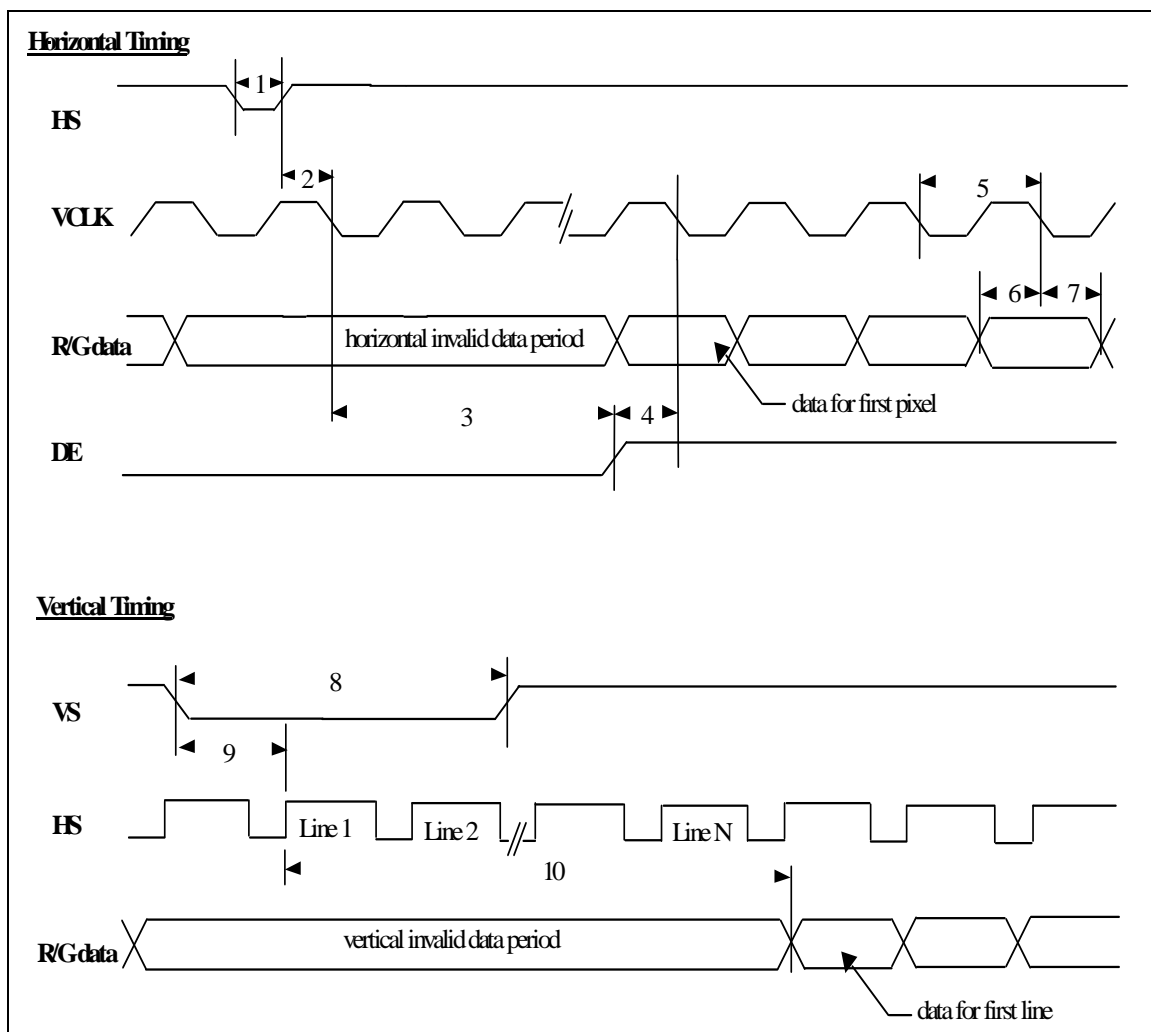 Horizontal Timing
1
HS
2
5
VCLK
6 7
R/G data
horizontal invalid data period
data for first pixel
3
4
DE
Vertical Timing
8
VS
9
HS
Line 1
Line 2
Line N
10
R/G data
vertical invalid data period
data for first line